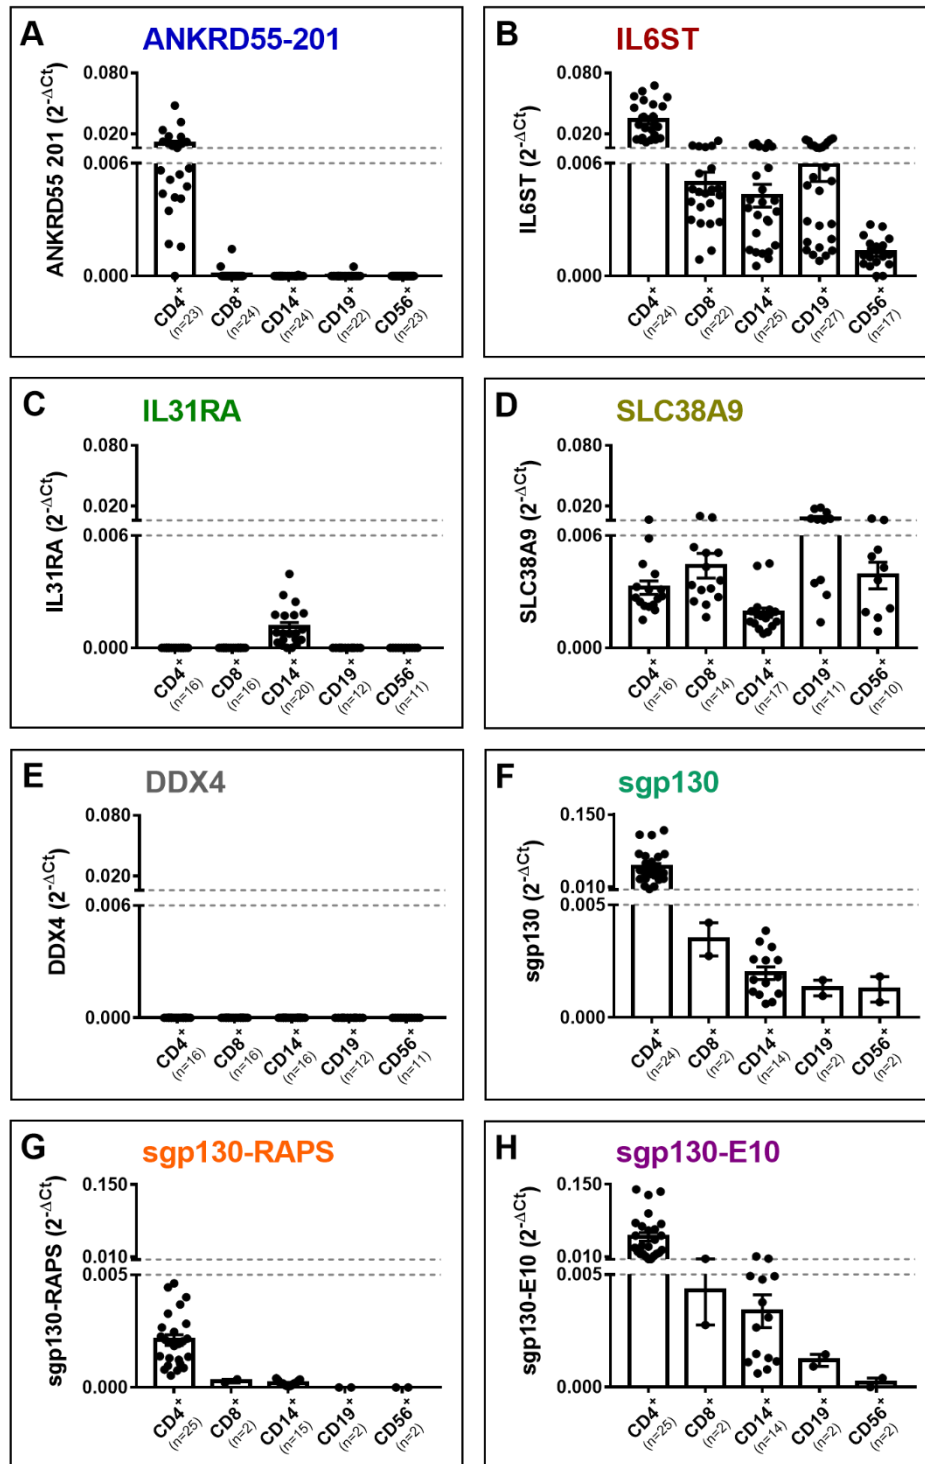 A ANKRD55-201
ANKRD55 201 (2^-ΔCt)
0.080
0.020
0.006
0.000
CD4+ (n=23)
CD8+ (n=24)
CD14+ (n=24)
CD19+ (n=22)
CD56+ (n=23)
B IL6ST
IL6ST (2^-ΔCt)
0.080
0.020
0.006
0.000
CD4+ (n=24)
CD8+ (n=22)
CD14+ (n=25)
CD19+ (n=27)
CD56+ (n=17)
C IL31RA
IL31RA (2^-ΔCt)
0.080
0.020
0.006
0.000
CD4+ (n=16)
CD8+ (n=16)
CD14+ (n=20)
CD19+ (n=12)
CD56+ (n=11)
D SLC38A9
SLC38A9 (2^-ΔCt)
0.080
0.020
0.006
0.000
CD4+ (n=16)
CD8+ (n=14)
CD14+ (n=17)
CD19+ (n=11)
CD56+ (n=10)
E DDX4
DDX4 (2^-ΔCt)
0.080
0.020
0.006
0.000
CD4+ (n=16)
CD8+ (n=16)
CD14+ (n=16)
CD19+ (n=12)
CD56+ (n=11)
F sgp130
sgp130 (2^-ΔCt)
0.150
0.010
0.005
0.000
CD4+ (n=24)
CD8+ (n=2)
CD14+ (n=14)
CD19+ (n=2)
CD56+ (n=2)
G sgp130-RAPS
sgp130-RAPS (2^-ΔCt)
0.150
0.010
0.005
0.000
CD4+ (n=25)
CD8+ (n=2)
CD14+ (n=15)
CD19+ (n=2)
CD56+ (n=2)
H sgp130-E10
sgp130-E10 (2^-ΔCt)
0.150
0.010
0.005
0.000
CD4+ (n=25)
CD8+ (n=2)
CD14+ (n=14)
CD19+ (n=2)
CD56+ (n=2)